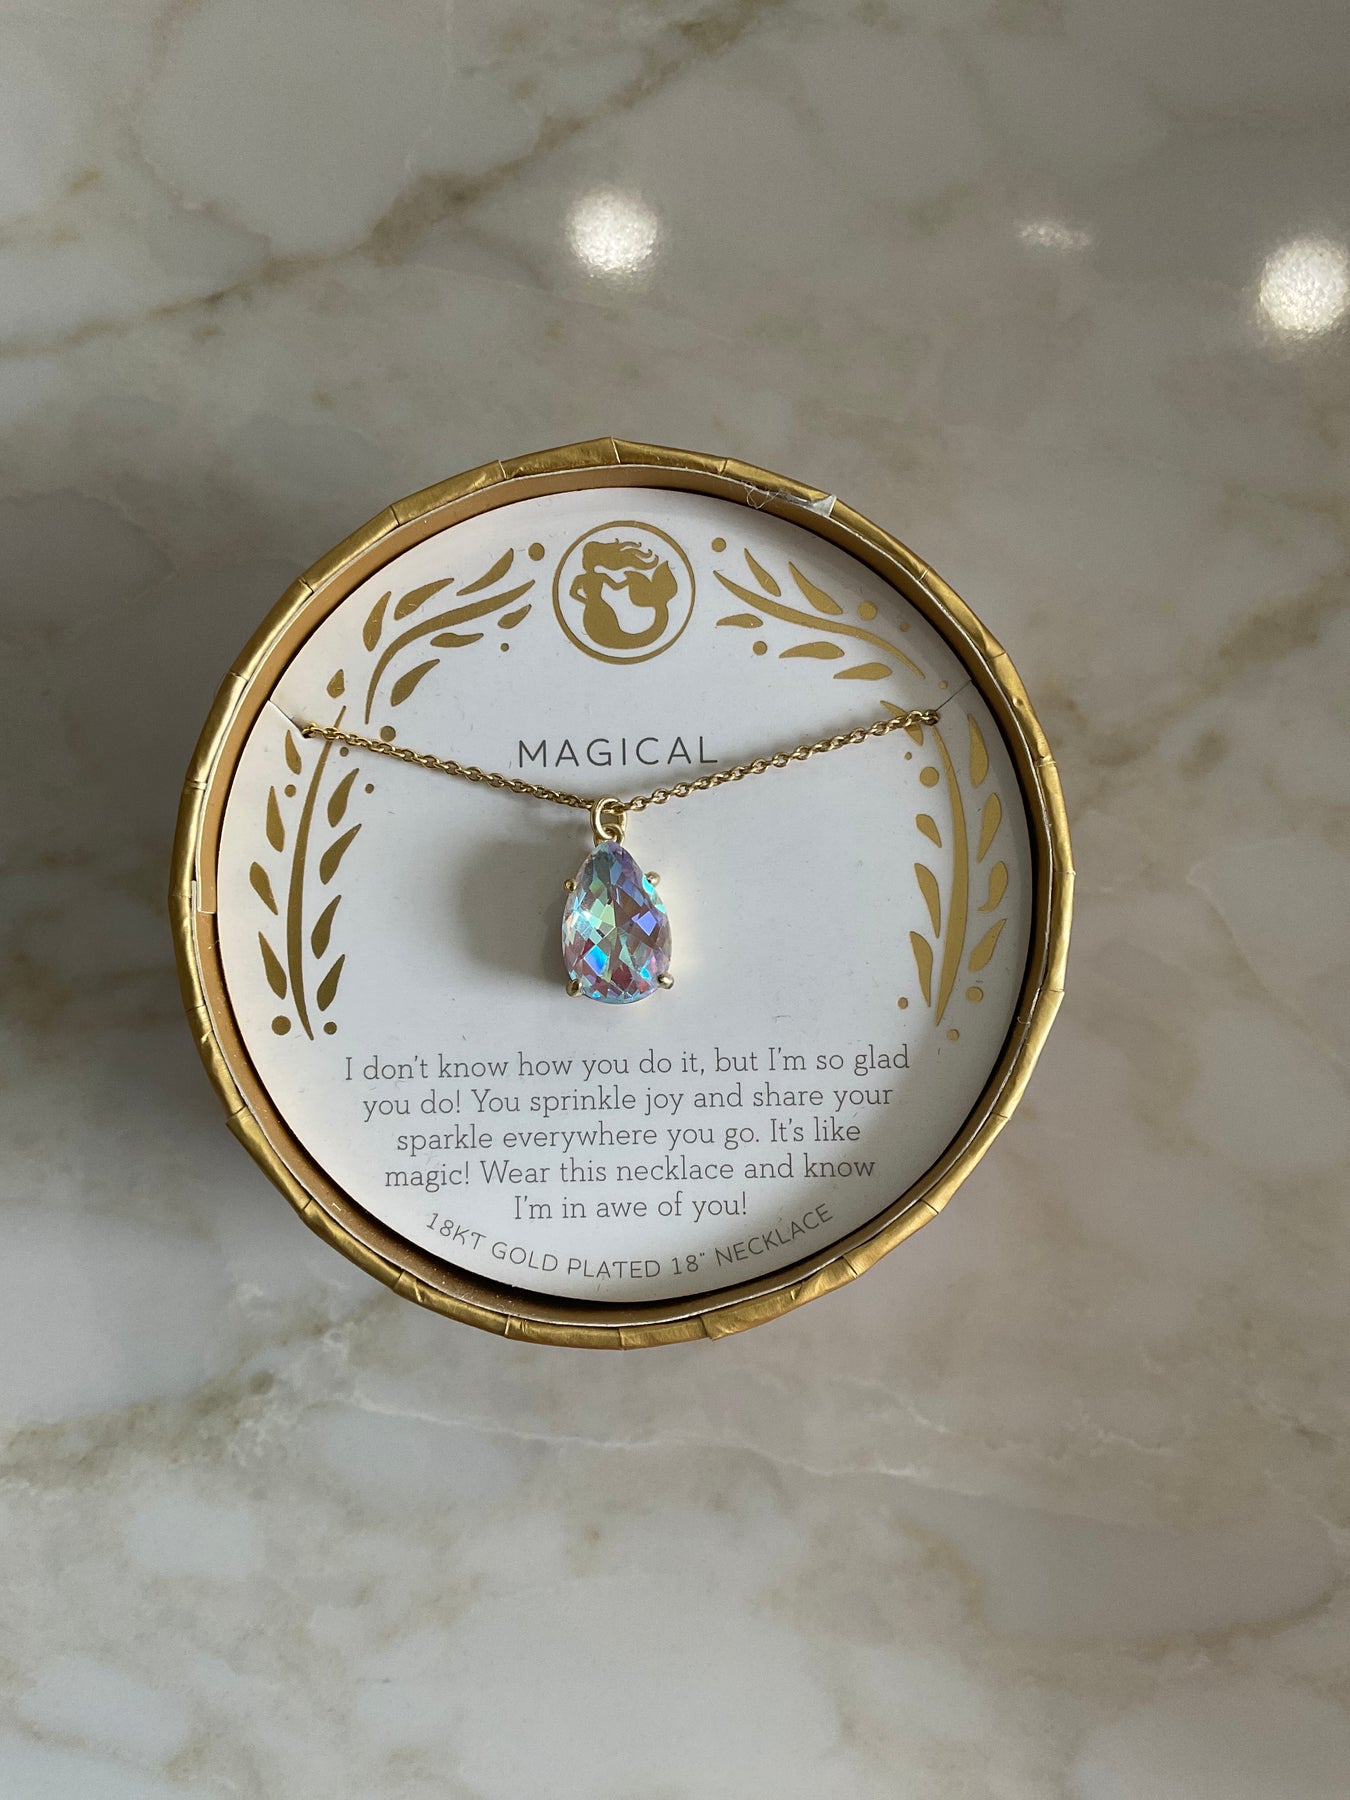 MAGICAL
I don't know how you do it, but I'm so glad
you do! You sprinkle joy and share your
sparkle everywhere you go. It's like
magic! Wear this necklace and know
I'm in awe of you!
18KT GOLD PLATED 18" NECKLACE